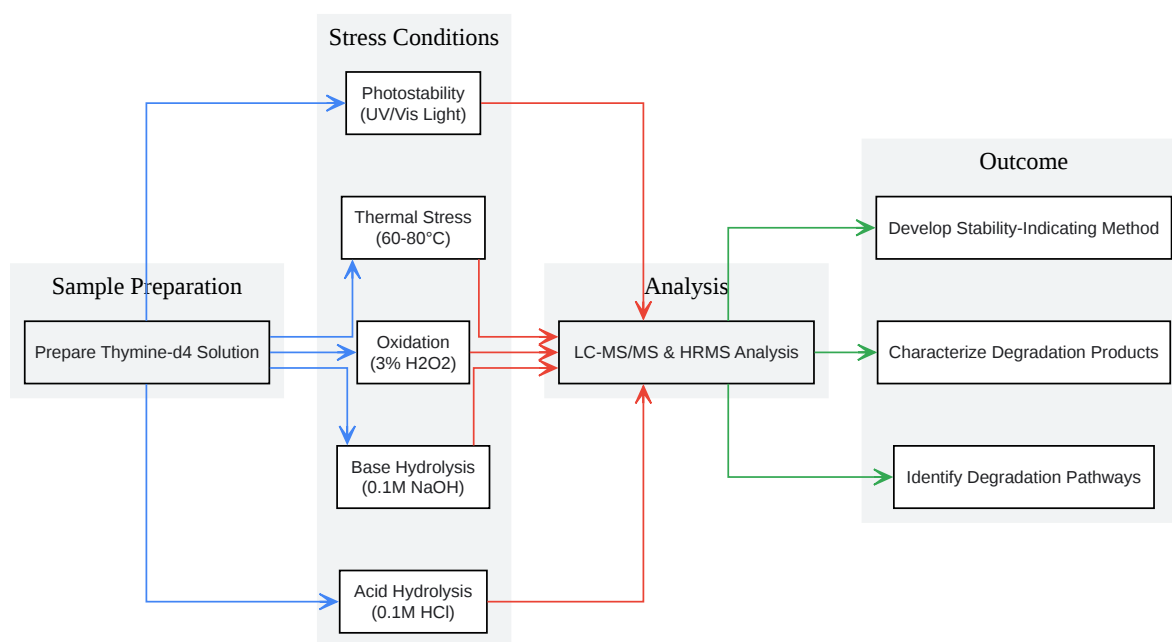 Stress Conditions
Photostability
(UV/Vis Light)
Outcome
Thermal Stress
(60-80°C)
Develop Stability-Indicating Method
Sample Preparation
Analysis
Prepare Thymine-d4 Solution
Oxidation
(3% H2O2)
LC-MS/MS & HRMS Analysis
Characterize Degradation Products
Base Hydrolysis
(0.1M NaOH)
Identify Degradation Pathways
Acid Hydrolysis
(0.1M HCl)